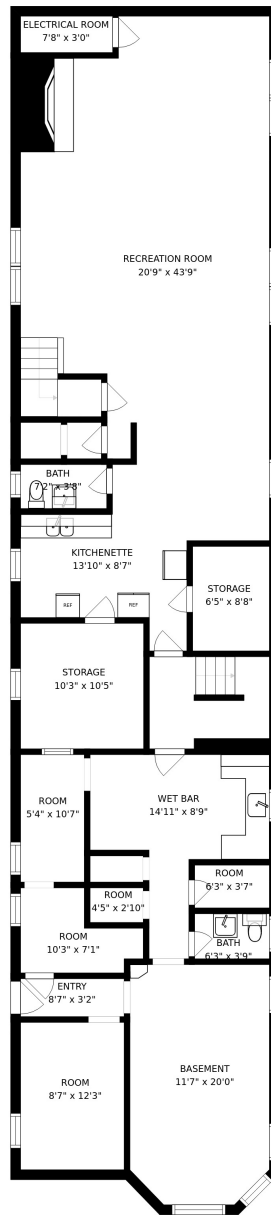 ELECTRICAL ROOM
7'8" x 3'0"
RECREATION ROOM
20'9" x 43'9"
BATH
7'2" x 3'8"
KITCHENETTE
13'10" x 8'7"
STORAGE
6'5" x 8'8"
REF
REF
STORAGE
10'3" x 10'5"
WET BAR
14'11" x 8'9"
ROOM
5'4" x 10'7"
ROOM
6'3" x 3'7"
ROOM
4'5" x 2'10"
ROOM
10'3" x 7'1"
BATH
6'3" x 3'9"
ENTRY
8'7" x 3'2"
BASEMENT
11'7" x 20'0"
ROOM
8'7" x 12'3"